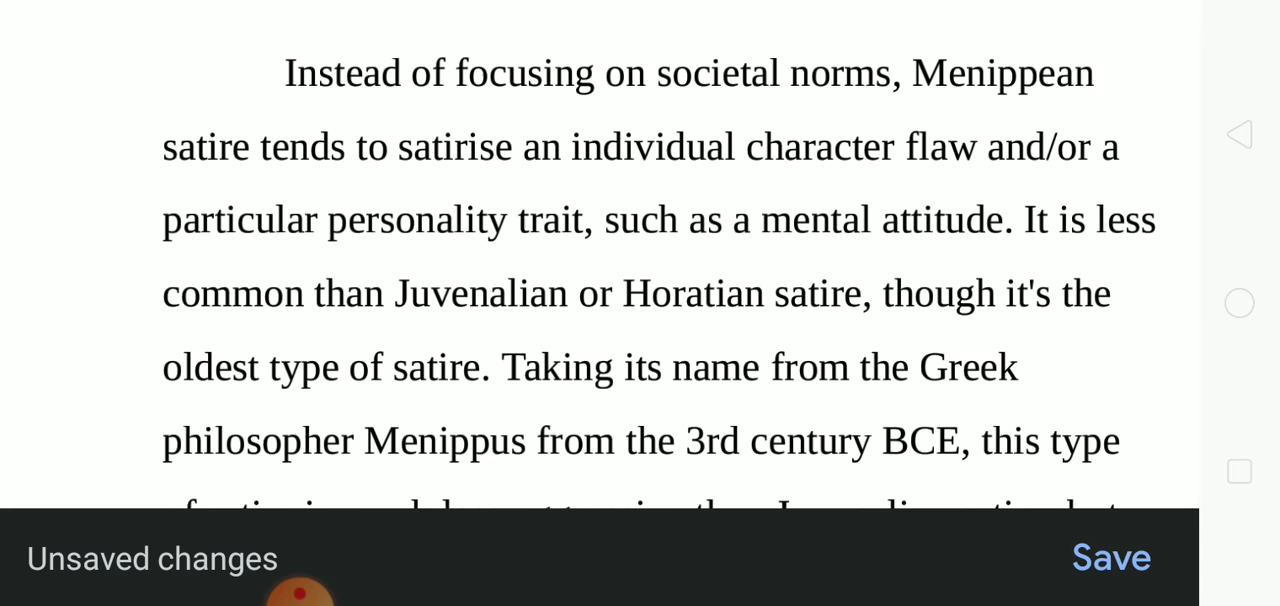 Instead of focusing on societal norms, Menippean
satire tends to satirise an individual character flaw and/or a
particular personality trait, such as a mental attitude. It is less
common than Juvenalian or Horatian satire, though it's the
oldest type of satire. Taking its name from the Greek
philosopher Menippus from the 3rd century BCE, this type
Unsaved changes
Save